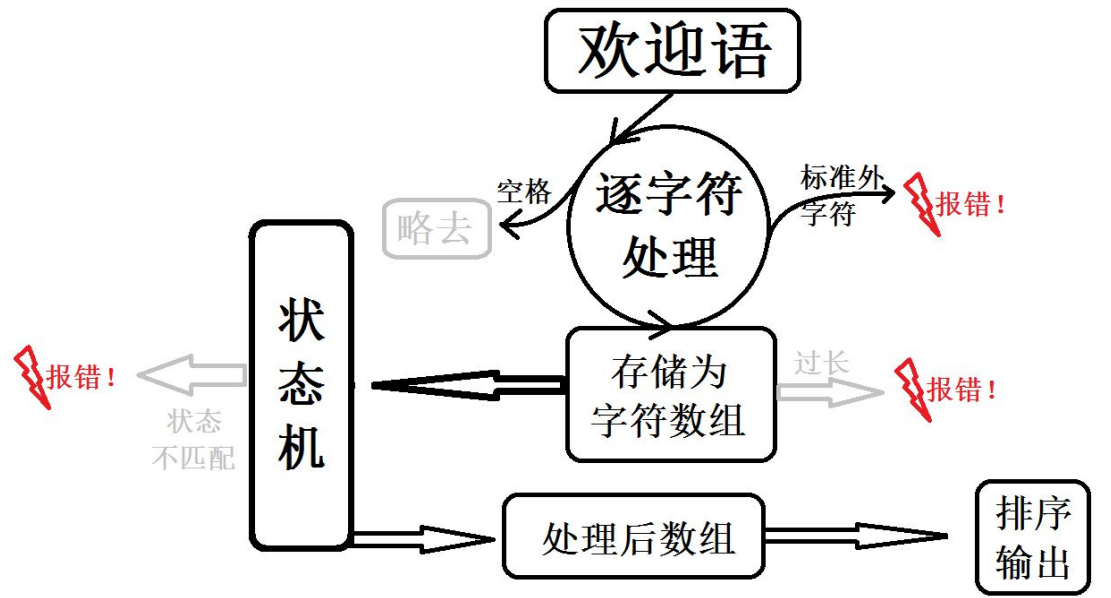 欢迎语
逐字符
处理
空格
略去
标准外
字符
报错!
存储为
字符数组
过长
报错!
状
态
机
报错!
状态
不匹配
处理后数组
排序
输出